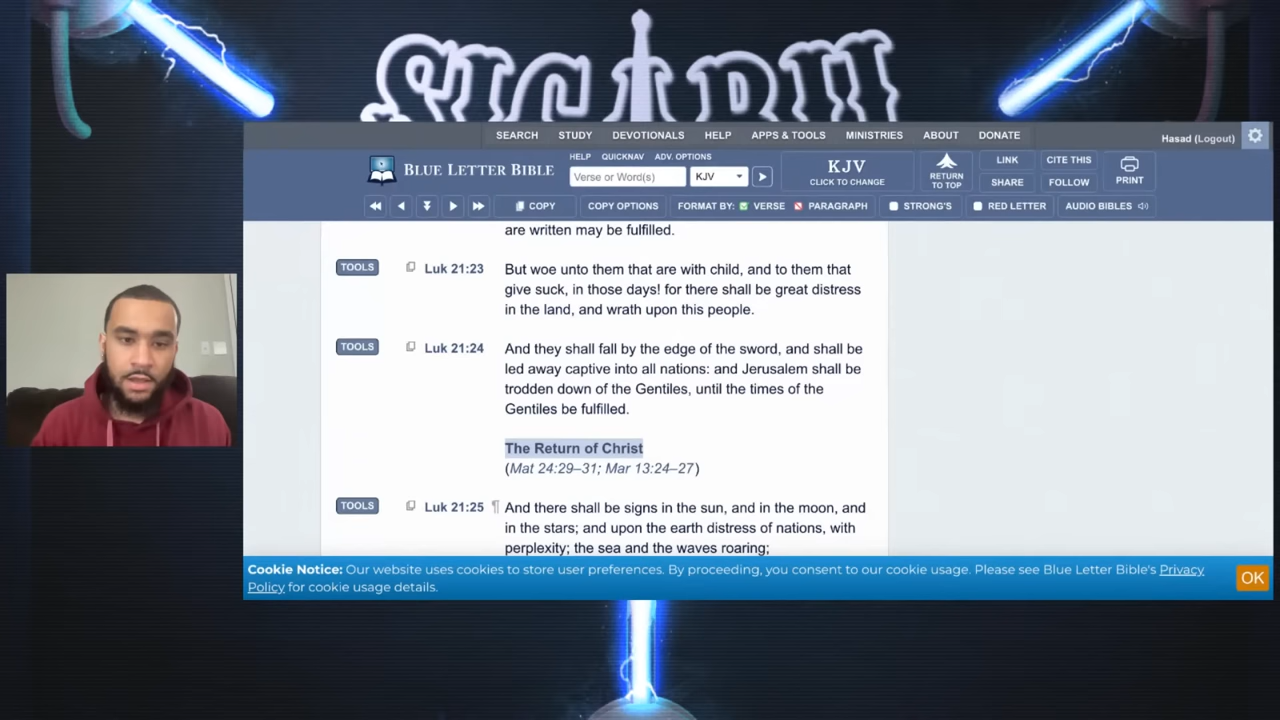 SICARII
SEARCH STUDY DEVOTIONALS HELP APPS & TOOLS MINISTRIES ABOUT DONATE
Hasad (Logout)
BLUE LETTER BIBLE
HELP QUICKNAV ADV. OPTIONS
Verse or Word(s) KJV
KJV
CLICK TO CHANGE
RETURN
TO TOP
LINK CITE THIS
SHARE FOLLOW
PRINT
COPY COPY OPTIONS FORMAT BY: VERSE PARAGRAPH STRONG'S RED LETTER AUDIO BIBLES
are written may be fulfilled.
TOOLS Luk 21:23 But woe unto them that are with child, and to them that
give suck, in those days! for there shall be great distress
in the land, and wrath upon this people.
TOOLS Luk 21:24 And they shall fall by the edge of the sword, and shall be
led away captive into all nations: and Jerusalem shall be
trodden down of the Gentiles, until the times of the
Gentiles be fulfilled.
The Return of Christ
(Mat 24:29–31; Mar 13:24–27)
TOOLS Luk 21:25 ¶ And there shall be signs in the sun, and in the moon, and
in the stars; and upon the earth distress of nations, with
perplexity; the sea and the waves roaring;
Cookie Notice: Our website uses cookies to store user preferences. By proceeding, you consent to our cookie usage. Please see Blue Letter Bible's Privacy
Policy for cookie usage details.
OK